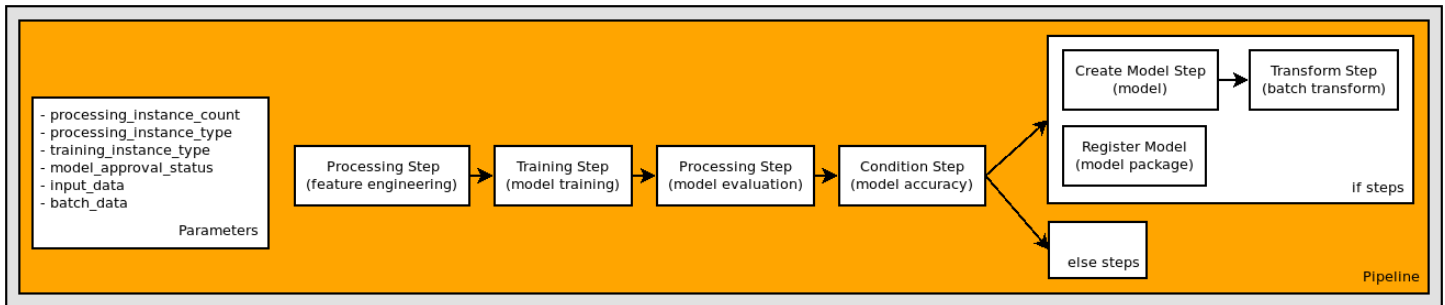 - processing_instance_count
- processing_instance_type
- training_instance_type
- model_approval_status
- input_data
- batch_data
Parameters
Processing Step
(feature engineering)
Training Step
(model training)
Processing Step
(model evaluation)
Condition Step
(model accuracy)
Create Model Step
(model)
Transform Step
(batch transform)
Register Model
(model package)
if steps
else steps
Pipeline